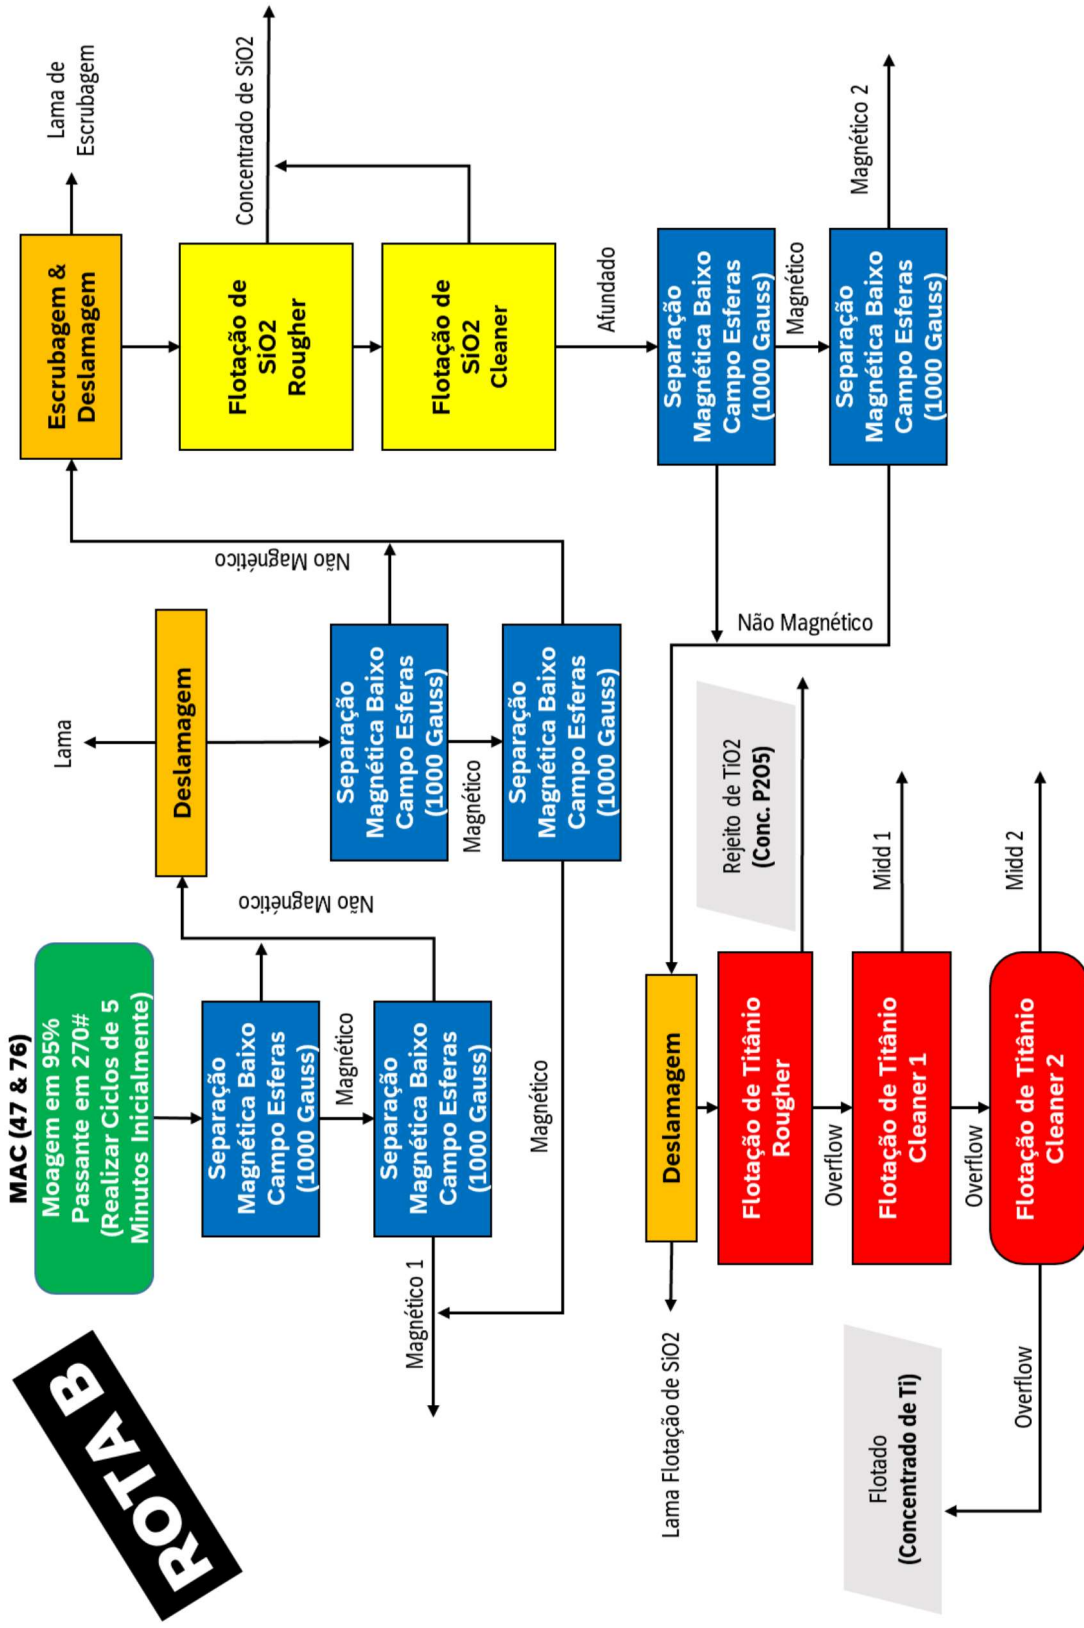 ROTA B
MAC (47 & 76)
Moagem em 95%
Passante em 270#
(Realizar Ciclos de 5
Minutos Inicialmente)
Separação
Magnética Baixo
Campo Esferas
(1000 Gauss)
Magnético
Separação
Magnética Baixo
Campo Esferas
(1000 Gauss)
Magnético 1
Não Magnético
Lama
Deslamagem
Separação
Magnética Baixo
Campo Esferas
(1000 Gauss)
Magnético
Separação
Magnética Baixo
Campo Esferas
(1000 Gauss)
Magnético
Não Magnético
Escrubagem &
Deslamagem
Lama de
Escrubagem
Flotação de
SiO2
Rougher
Concentrado de SiO2
Flotação de
SiO2
Cleaner
Afundado
Separação
Magnética Baixo
Campo Esferas
(1000 Gauss)
Magnético
Separação
Magnética Baixo
Campo Esferas
(1000 Gauss)
Magnético 2
Não Magnético
Deslamagem
Lama Flotação de SiO2
Flotação de Titânio
Rougher
Rejeito de TiO2
(Conc. P2O5)
Overflow
Flotação de Titânio
Cleaner 1
Midd 1
Overflow
Flotação de Titânio
Cleaner 2
Midd 2
Overflow
Flotado
(Concentrado de Ti)